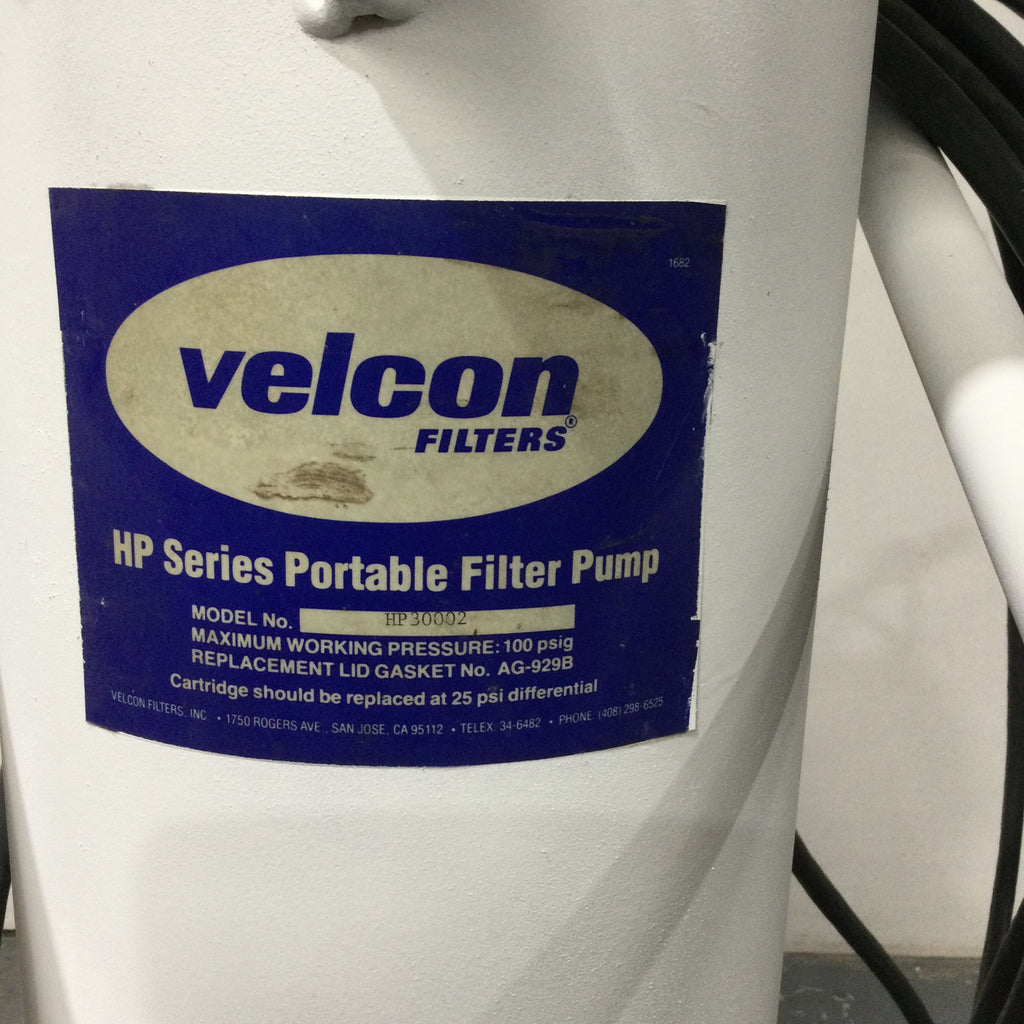 1682
velcon
FILTERS®
HP Series Portable Filter Pump
MODEL No. HP30002
MAXIMUM WORKING PRESSURE: 100 psig
REPLACEMENT LID GASKET No. AG-929B
Cartridge should be replaced at 25 psi differential
VELCON FILTERS, INC • 1750 ROGERS AVE., SAN JOSE, CA 95112 • TELEX 34-6482 • PHONE (408) 298-6525